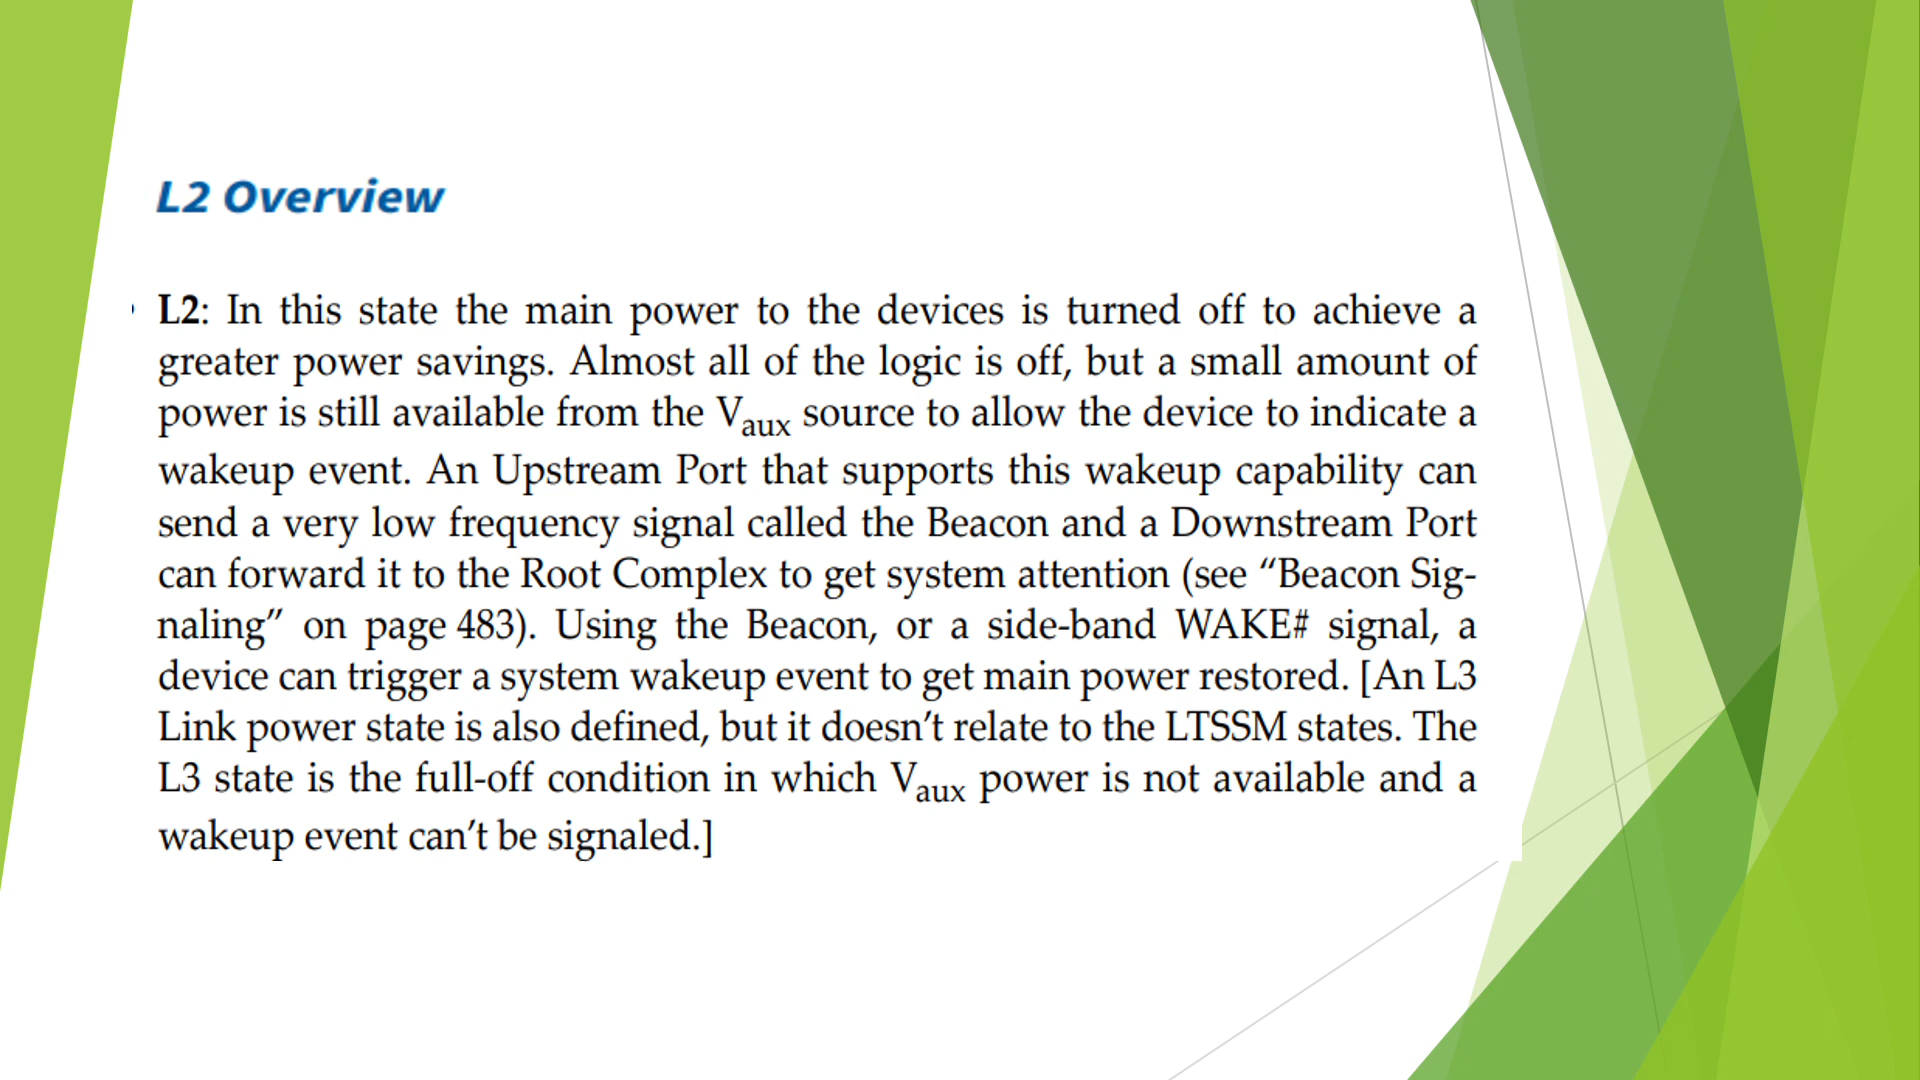 L2 Overview
L2: In this state the main power to the devices is turned off to achieve a
greater power savings. Almost all of the logic is off, but a small amount of
power is still available from the Vaux source to allow the device to indicate a
wakeup event. An Upstream Port that supports this wakeup capability can
send a very low frequency signal called the Beacon and a Downstream Port
can forward it to the Root Complex to get system attention (see “Beacon Sig-
naling” on page 483). Using the Beacon, or a side-band WAKE# signal, a
device can trigger a system wakeup event to get main power restored. [An L3
Link power state is also defined, but it doesn’t relate to the LTSSM states. The
L3 state is the full-off condition in which Vaux power is not available and a
wakeup event can’t be signaled.]